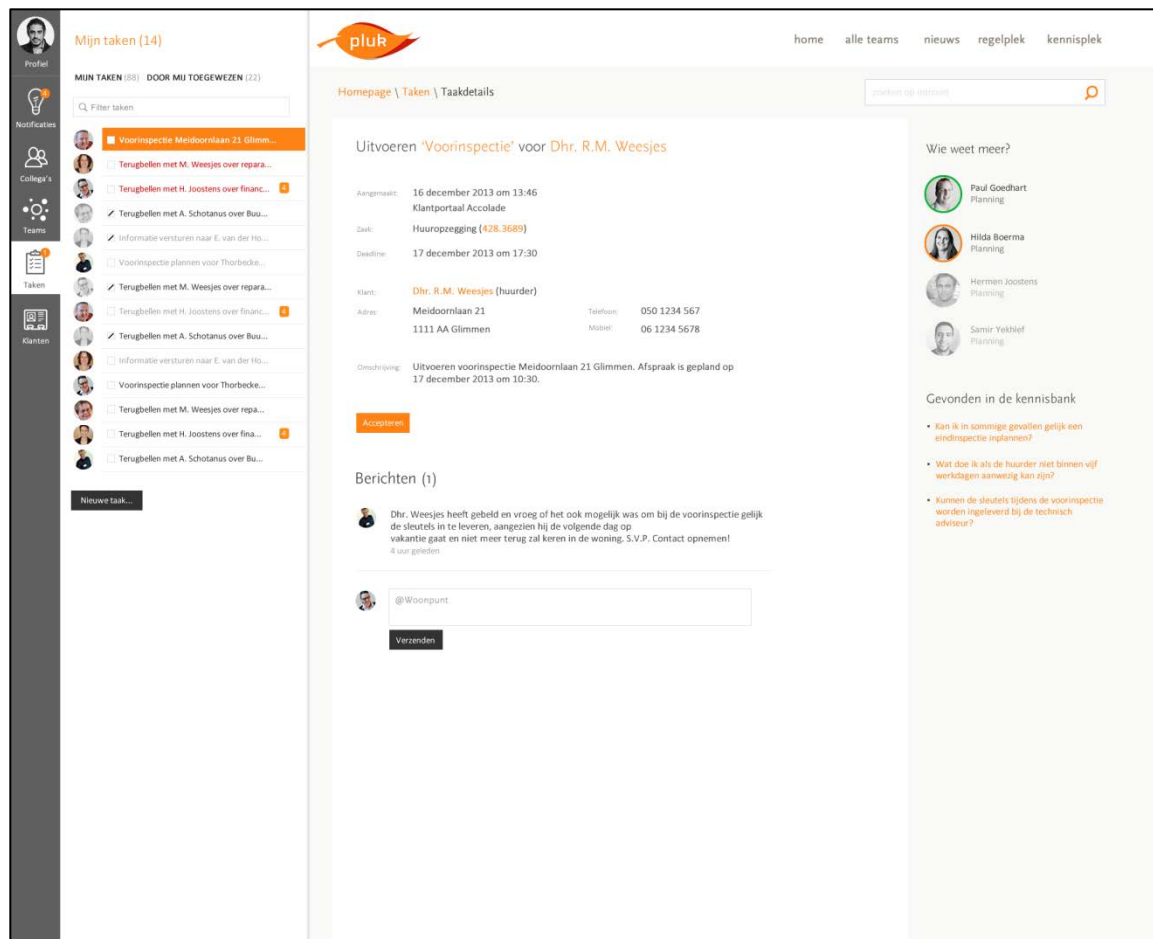 Profiel
4
Notificaties
Collega's
Teams
1
Taken
Klanten
Mijn taken (14)
MIJN TAKEN (88) DOOR MIJ TOEGEWEZEN (22)
Filter taken
Voorinspectie Meidoornlaan 21 Glimm...
Terugbellen met M. Weesjes over repara...
Terugbellen met H. Joostens over financ... 4
Terugbellen met A. Schotanus over Buu...
Informatie versturen naar E. van der Ho...
Voorinspectie plannen voor Thorbecke...
Terugbellen met M. Weesjes over repara...
Terugbellen met H. Joostens over financ... 4
Terugbellen met A. Schotanus over Buu...
Informatie versturen naar E. van der Ho...
Voorinspectie plannen voor Thorbecke...
Terugbellen met M. Weesjes over repa...
Terugbellen met H. Joostens over fina... 4
Terugbellen met A. Schotanus over Bu...
Nieuwe taak...
pluk
home alle teams nieuws regelplek kennisplek
Homepage \ Taken \ Taakdetails
zoeken op
Uitvoeren 'Voorinspectie' voor Dhr. R.M. Weesjes
Aangemaakt: 16 december 2013 om 13:46
Klantportaal Accolade
Zaak: Huuropzegging (428.3689)
Deadline: 17 december 2013 om 17:30
Klant: Dhr. R.M. Weesjes (huurder)
Adres: Meidoornlaan 21 Telefoon: 050 1234 567
1111 AA Glimmen Mobiel: 06 1234 5678
Omschrijving: Uitvoeren voorinspectie Meidoornlaan 21 Glimmen. Afspraak is gepland op
17 december 2013 om 10:30.
Accepteren
Berichten (1)
Dhr. Weesjes heeft gebeld en vroeg of het ook mogelijk was om bij de voorinspectie gelijk
de sleutels in te leveren, aangezien hij de volgende dag op
vakantie gaat en niet meer terug zal keren in de woning. S.V.P. Contact opnemen!
4 uur geleden
@Woonpunt
Verzenden
Wie weet meer?
Paul Goedhart
Planning
Hilda Boerma
Planning
Hermen Joostens
Planning
Samir Yekhlef
Planning
Gevonden in de kennisbank
• Kan ik in sommige gevallen gelijk een
eindinspectie inplannen?
• Wat doe ik als de huurder niet binnen vijf
werkdagen aanwezig kan zijn?
• Kunnen de sleutels tijdens de voorinspectie
worden ingeleverd bij de technisch
adviseur?